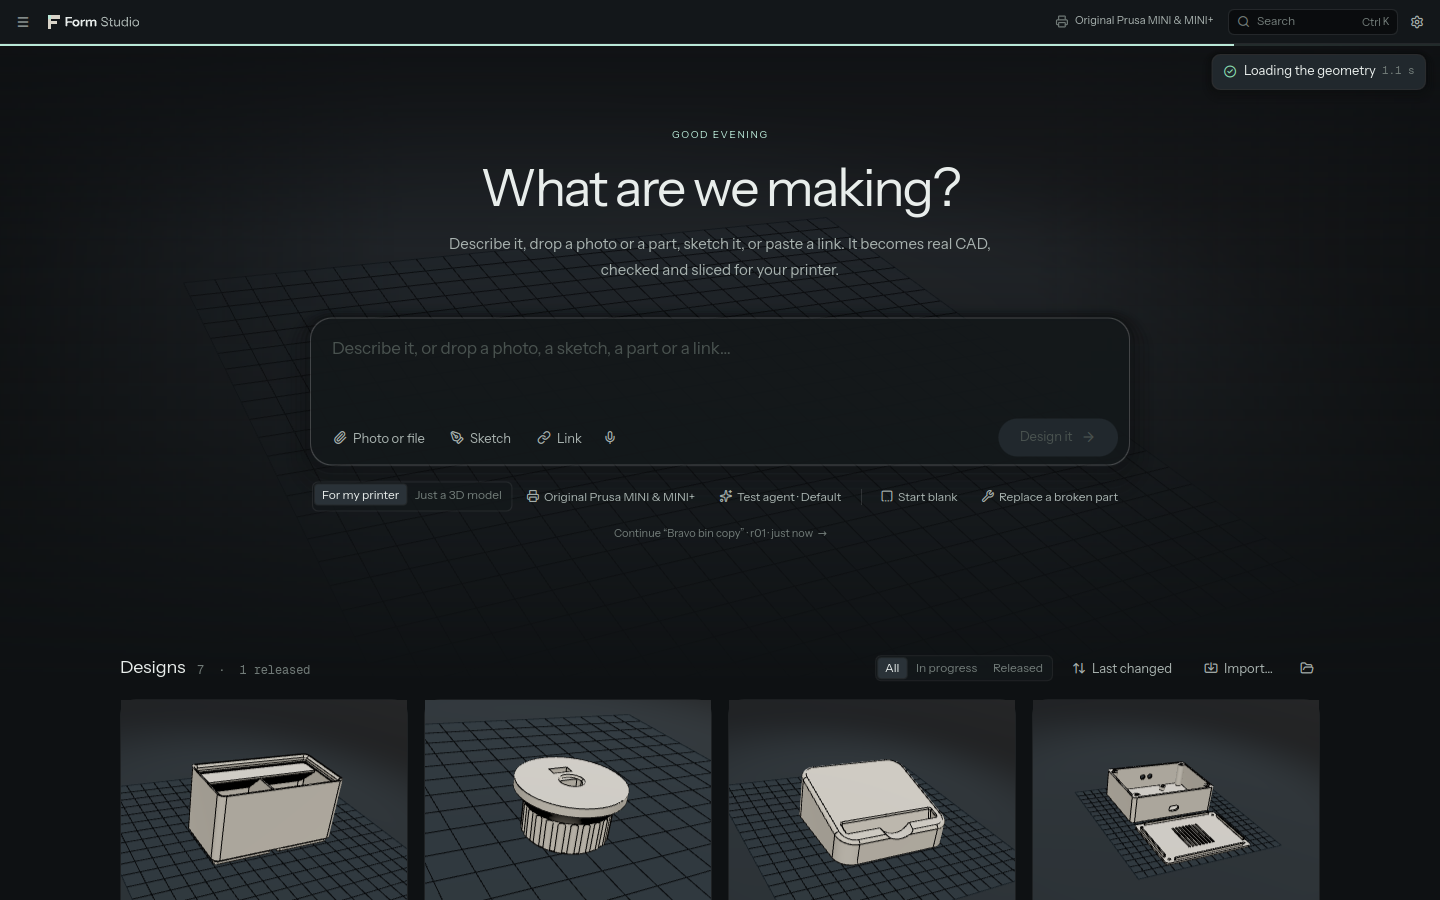 Form Studio
Original Prusa MINI & MINI+
Search
Ctrl K
Loading the geometry 1.1 s
GOOD EVENING
What are we making?
Describe it, drop a photo or a part, sketch it, or paste a link. It becomes real CAD,
checked and sliced for your printer.
Describe it, or drop a photo, a sketch, a part or a link...
Photo or file
Sketch
Link
Design it
For my printer
Just a 3D model
Original Prusa MINI & MINI+
Test agent · Default
Start blank
Replace a broken part
Continue “Bravo bin copy” · r01 · just now →
Designs 7 · 1 released
All
In progress
Released
Last changed
Import...